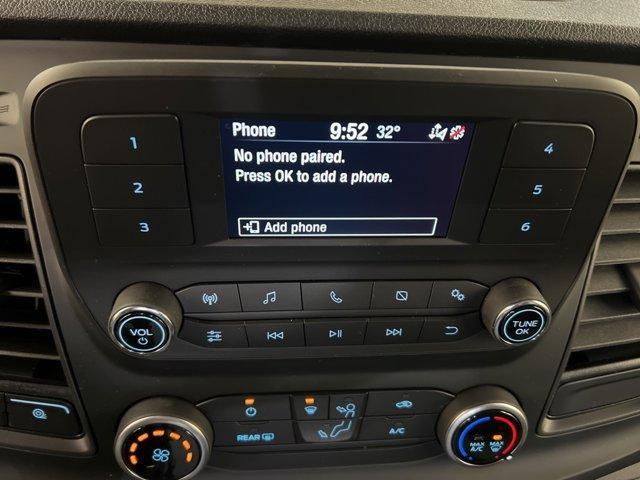 Phone 9:52 32°
No phone paired.
Press OK to add a phone.
Add phone
1
2
3
4
5
6
VOL
TUNE
OK
REAR
A/C
MAX
A/C
MAX